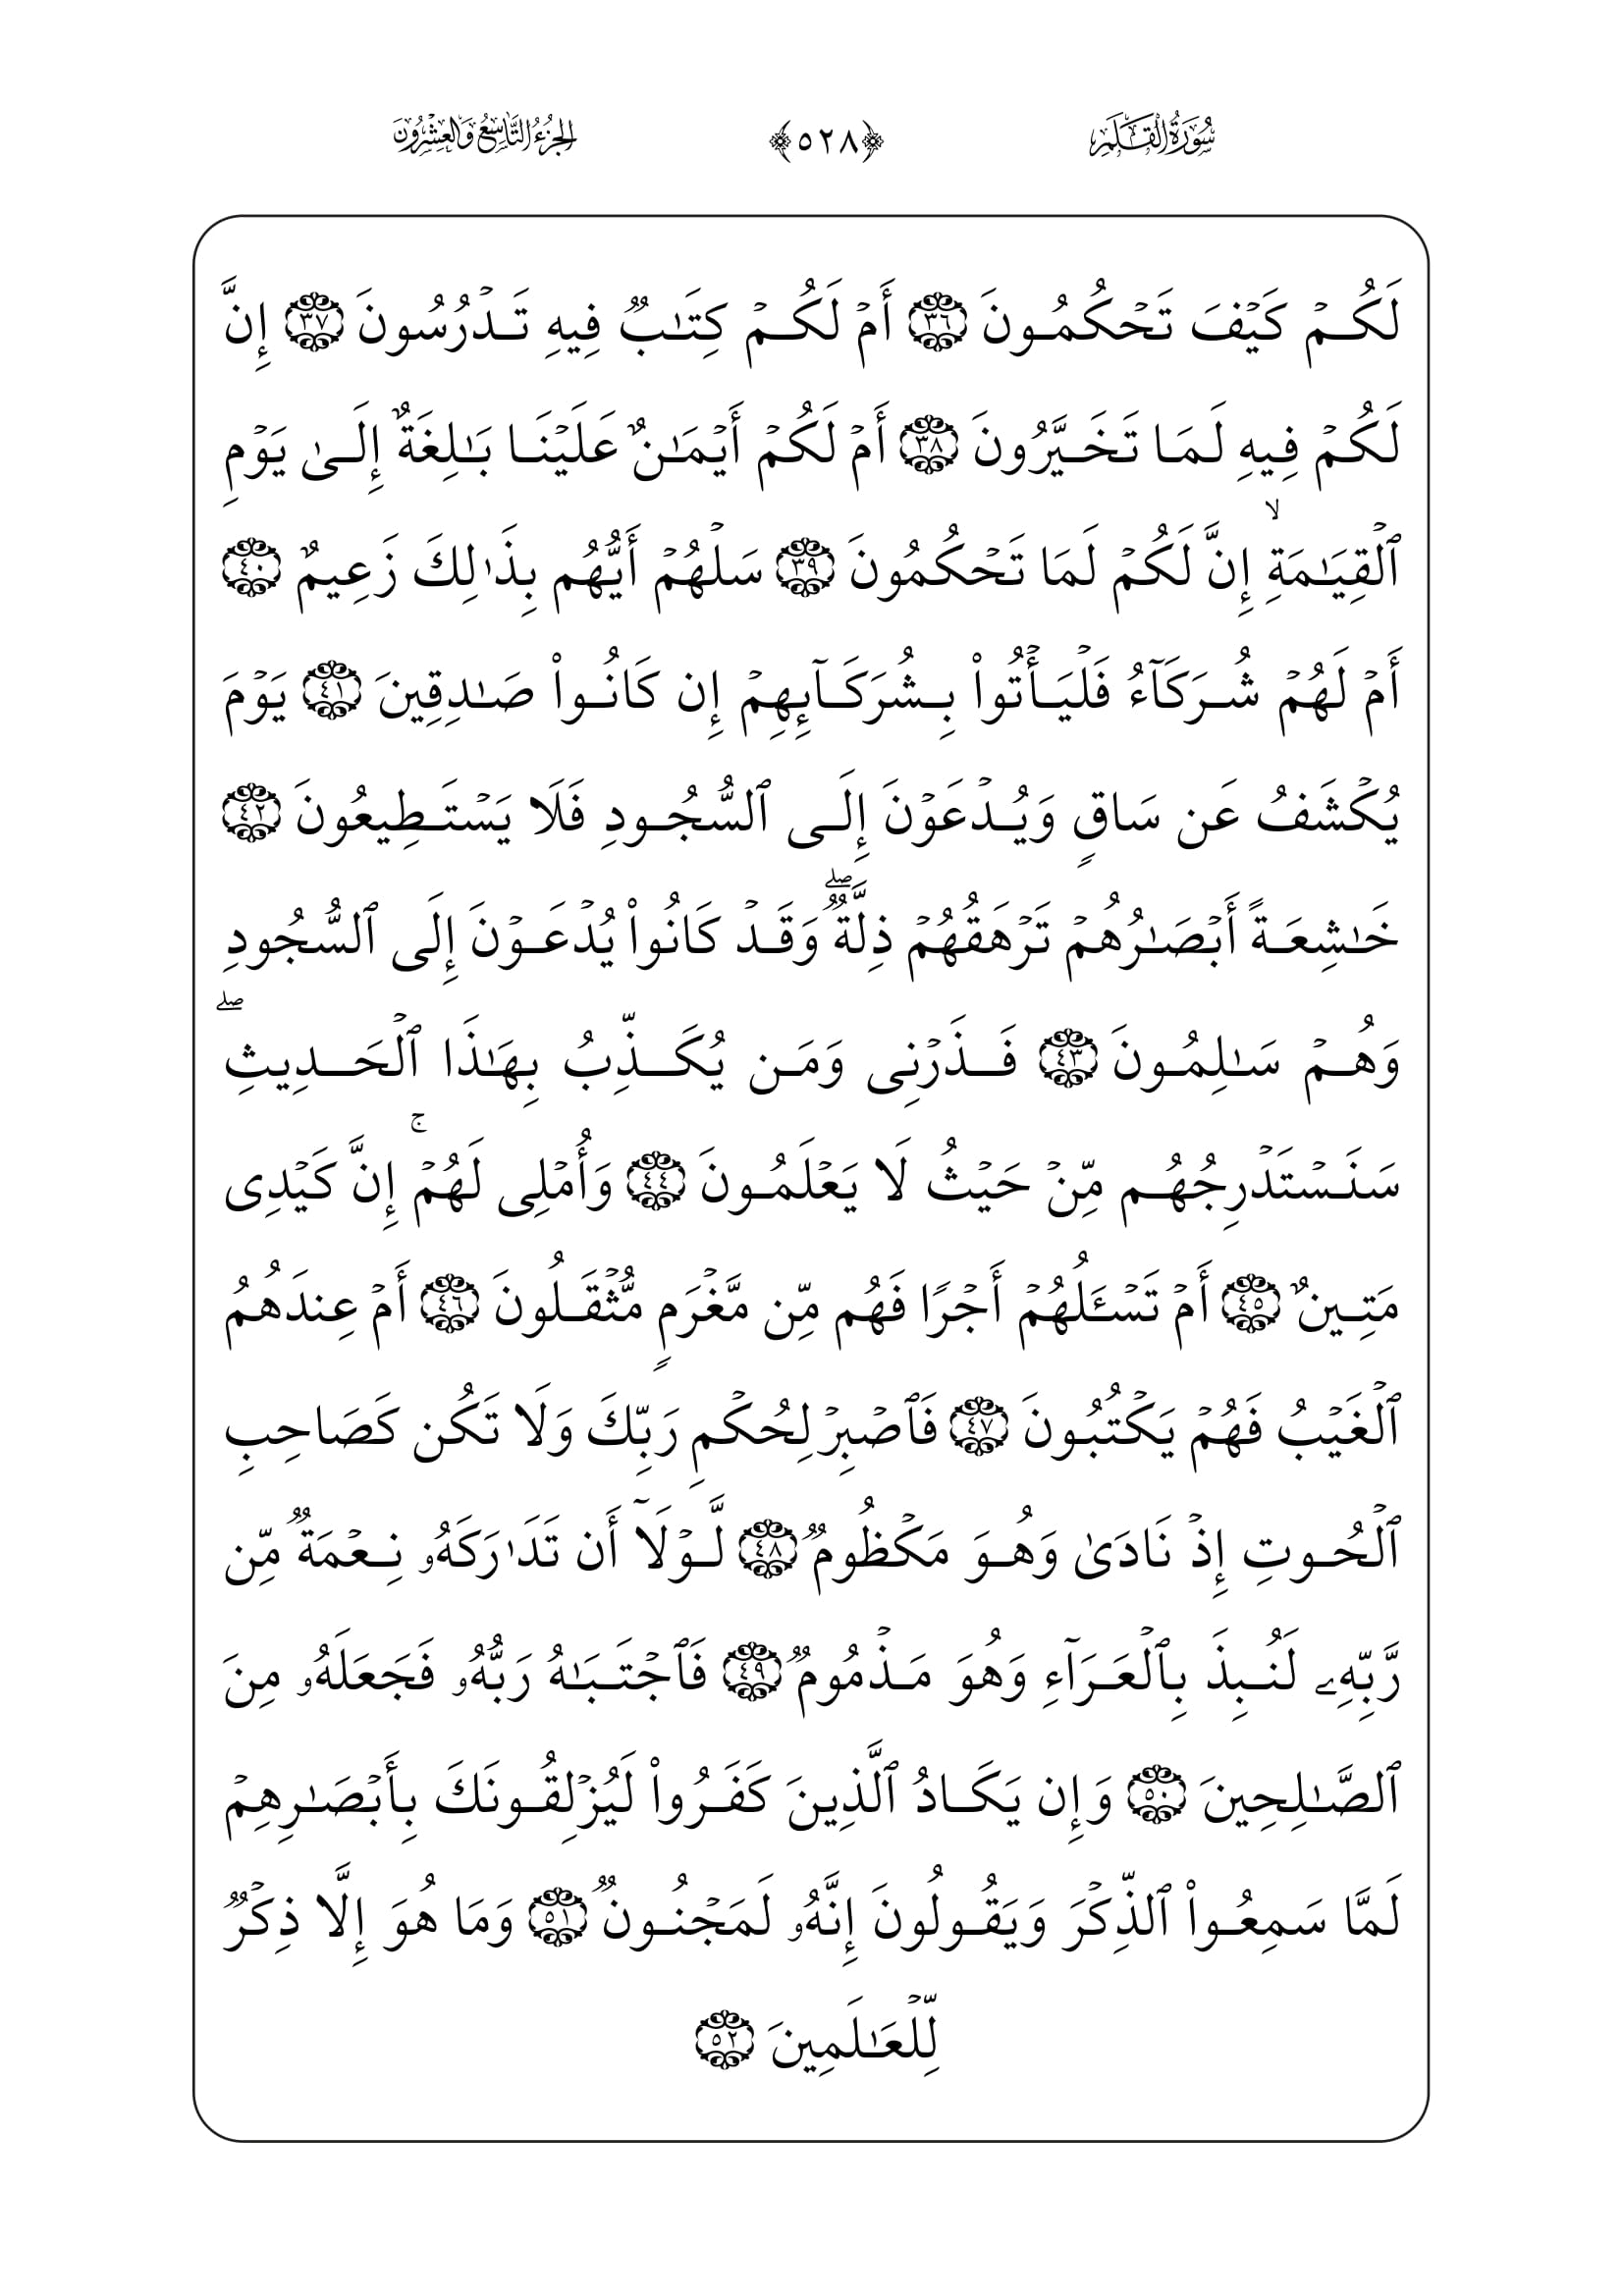 سُورَةُ القَلَمِ ﴿٥٢٨﴾ الجُزْءُ التَّاسِعُ وَالعِشْرُونَ
لَكُمۡ كَيۡفَ تَحۡكُمُونَ ٣٦ أَمۡ لَكُمۡ كِتَٰبٞ فِيهِ تَدۡرُسُونَ ٣٧ إِنَّ
لَكُمۡ فِيهِ لَمَا تَخَيَّرُونَ ٣٨ أَمۡ لَكُمۡ أَيۡمَٰنٌ عَلَيۡنَا بَٰلِغَةٌ إِلَىٰ يَوۡمِ
ٱلۡقِيَٰمَةِۙ إِنَّ لَكُمۡ لَمَا تَحۡكُمُونَ ٣٩ سَلۡهُمۡ أَيُّهُم بِذَٰلِكَ زَعِيمٌ ٤٠
أَمۡ لَهُمۡ شُرَكَآءُ فَلۡيَأۡتُواْ بِشُرَكَآئِهِمۡ إِن كَانُواْ صَٰدِقِينَ ٤١ يَوۡمَ
يُكۡشَفُ عَن سَاقٖ وَيُدۡعَوۡنَ إِلَى ٱلسُّجُودِ فَلَا يَسۡتَطِيعُونَ ٤٢
خَٰشِعَةً أَبۡصَٰرُهُمۡ تَرۡهَقُهُمۡ ذِلَّةٞۖ وَقَدۡ كَانُواْ يُدۡعَوۡنَ إِلَى ٱلسُّجُودِ
وَهُمۡ سَٰلِمُونَ ٤٣ فَذَرۡنِي وَمَن يُكَذِّبُ بِهَٰذَا ٱلۡحَدِيثِۖ
سَنَسۡتَدۡرِجُهُم مِّنۡ حَيۡثُ لَا يَعۡلَمُونَ ٤٤ وَأُمۡلِي لَهُمۡۚ إِنَّ كَيۡدِي
مَتِينٌ ٤٥ أَمۡ تَسۡـَٔلُهُمۡ أَجۡرٗا فَهُم مِّن مَّغۡرَمٖ مُّثۡقَلُونَ ٤٦ أَمۡ عِندَهُمُ
ٱلۡغَيۡبُ فَهُمۡ يَكۡتُبُونَ ٤٧ فَٱصۡبِرۡ لِحُكۡمِ رَبِّكَ وَلَا تَكُن كَصَاحِبِ
ٱلۡحُوتِ إِذۡ نَادَىٰ وَهُوَ مَكۡظُومٞ ٤٨ لَّوۡلَآ أَن تَدَٰرَكَهُۥ نِعۡمَةٞ مِّن
رَّبِّهِۦ لَنُبِذَ بِٱلۡعَرَآءِ وَهُوَ مَذۡمُومٞ ٤٩ فَٱجۡتَبَٰهُ رَبُّهُۥ فَجَعَلَهُۥ مِنَ
ٱلصَّٰلِحِينَ ٥٠ وَإِن يَكَادُ ٱلَّذِينَ كَفَرُواْ لَيُزۡلِقُونَكَ بِأَبۡصَٰرِهِمۡ
لَمَّا سَمِعُواْ ٱلذِّكۡرَ وَيَقُولُونَ إِنَّهُۥ لَمَجۡنُونٞ ٥١ وَمَا هُوَ إِلَّا ذِكۡرٞ
لِّلۡعَٰلَمِينَ ٥٢